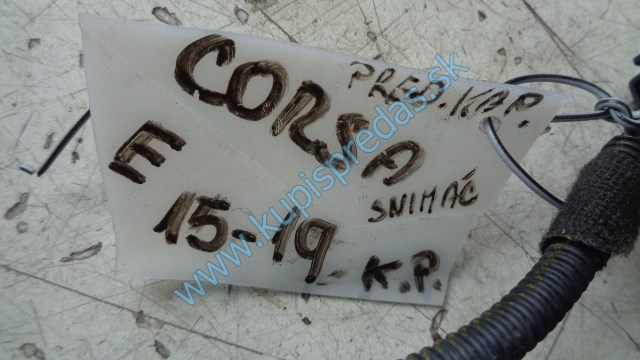 CORSA
E
15-19
PRED.KAP.
SNIMAČ
K.P.
www.kupispredas.sk